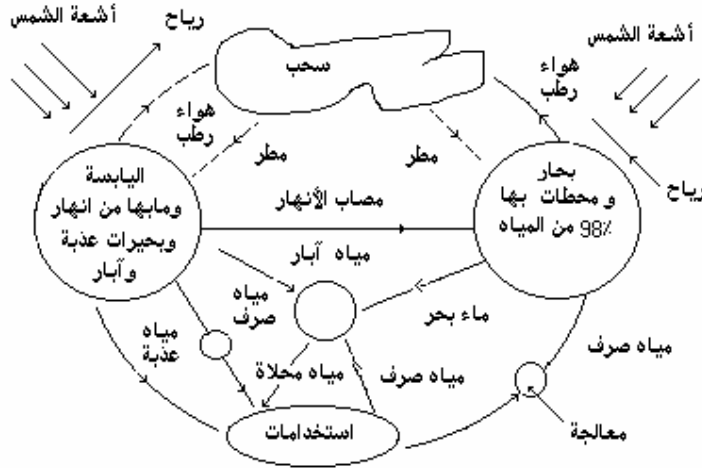 أشعة الشمس
رياح
سحب
أشعة الشمس
هواء
رطب
هواء
رطب
مطر
مطر
رياح
بحار
و محطات بها
98٪ من المياه
اليابسة
ومابها من انهار
وبحيرات عذبة
وآبار
مصاب الأنهار
مياه آبار
مياه
صرف
ماء بحر
مياه
عذبة
مياه محلاة
مياه صرف
مياه صرف
استخدامات
معالجة